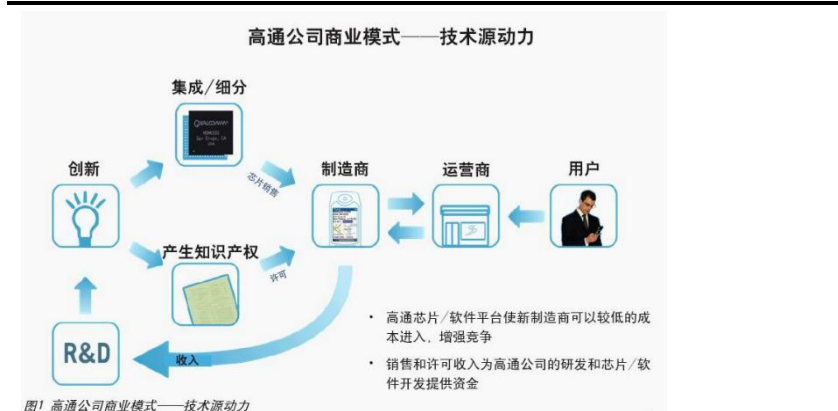 高通公司商业模式——技术源动力
集成/细分
QUALCOMM
创新
芯片销售
制造商
运营商
用户
产生知识产权
许可
R&D
收入
• 高通芯片/软件平台使新制造商可以较低的成
本进入，增强竞争
• 销售和许可收入为高通公司的研发和芯片/软
件开发提供资金
图1 高通公司商业模式——技术源动力